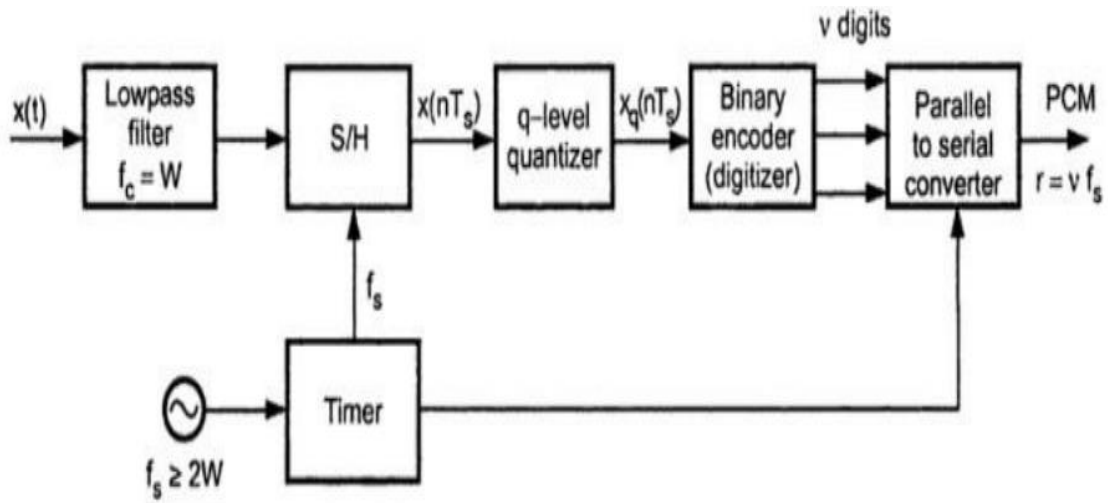 v digits
x(t)
Lowpass
filter
f_c = W
S/H
x(nT_s)
q-level
quantizer
x_q(nT_s)
Binary
encoder
(digitizer)
Parallel
to serial
converter
PCM
r = v f_s
f_s
Timer
f_s ≥ 2W